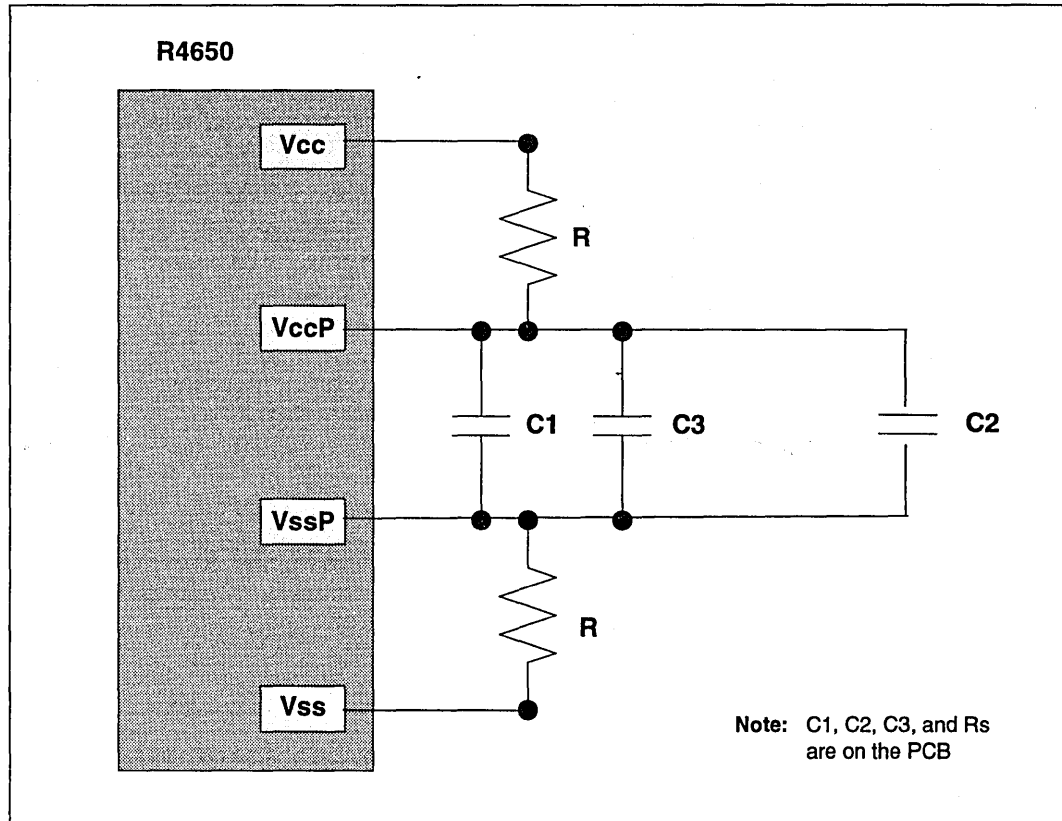 R4650
Vcc
R
VccP
C1
C3
C2
VssP
R
Vss
Note: C1, C2, C3, and Rs
are on the PCB